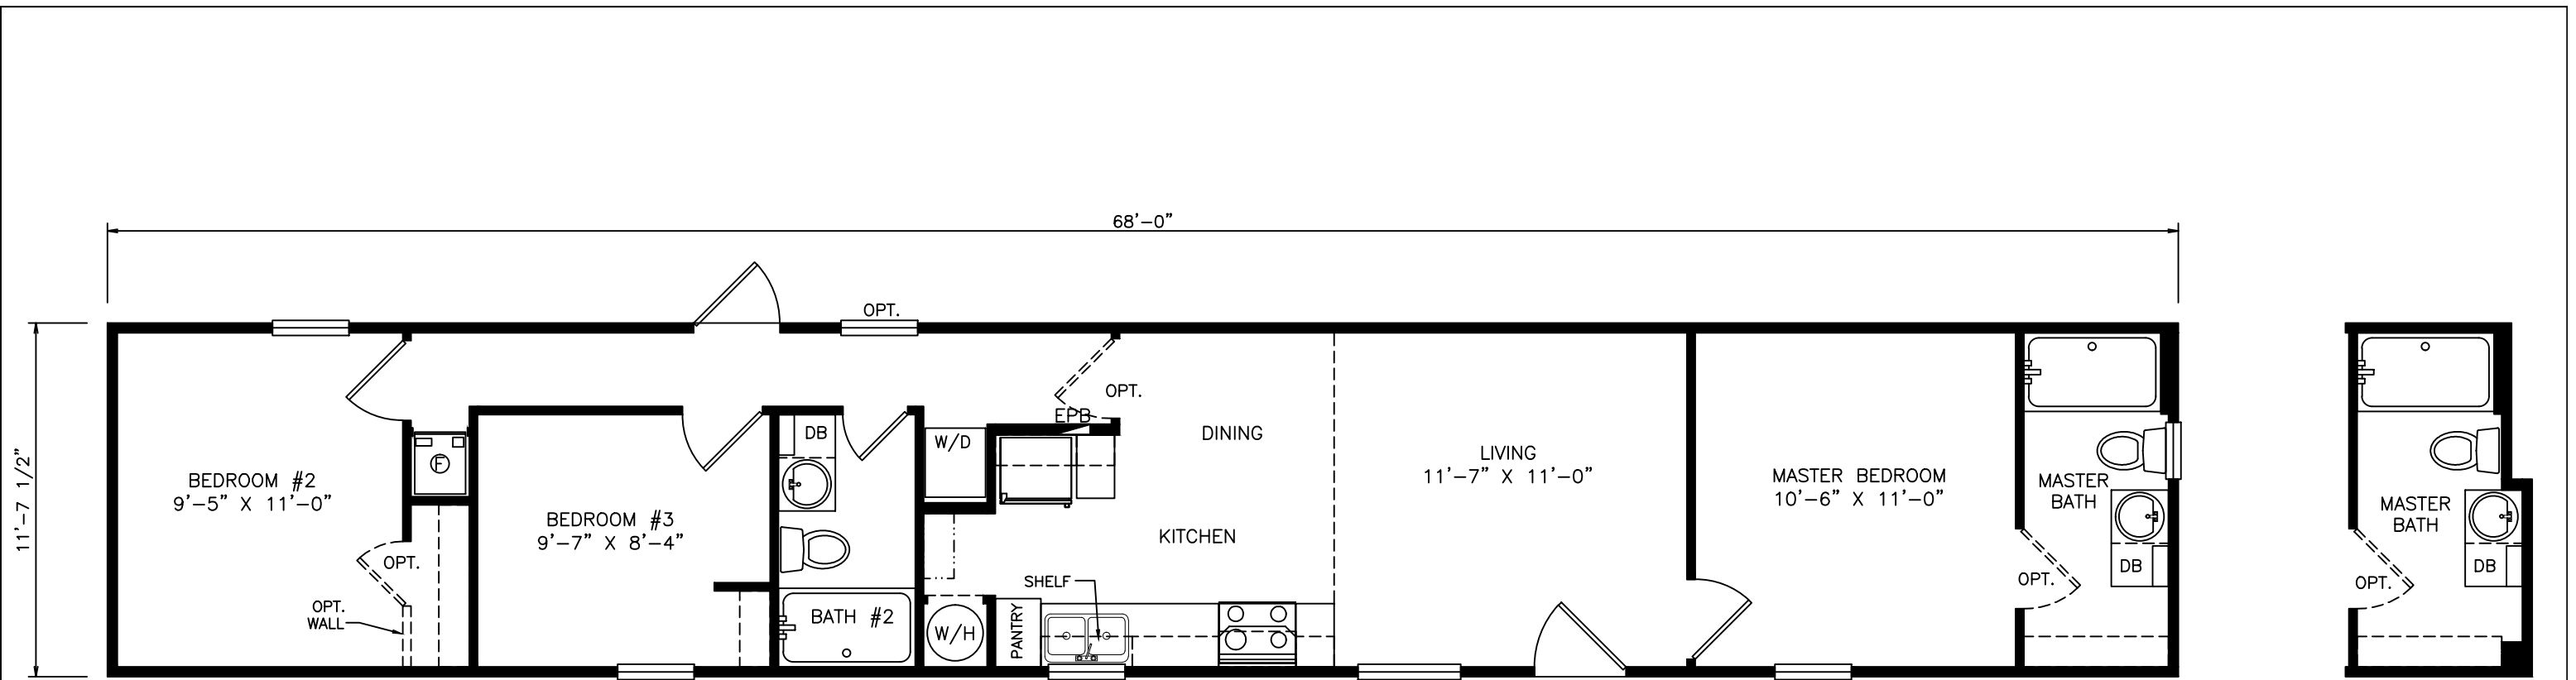 68'-0"
11'-7 1/2"
OPT.
OPT.
EPB
BEDROOM #2
9'-5" X 11'-0"
F
OPT.
OPT.
WALL
BEDROOM #3
9'-7" X 8'-4"
DB
BATH #2
W/D
W/H
PANTRY
SHELF
DINING
KITCHEN
LIVING
11'-7" X 11'-0"
MASTER BEDROOM
10'-6" X 11'-0"
MASTER
BATH
OPT.
DB
MASTER
BATH
OPT.
DB